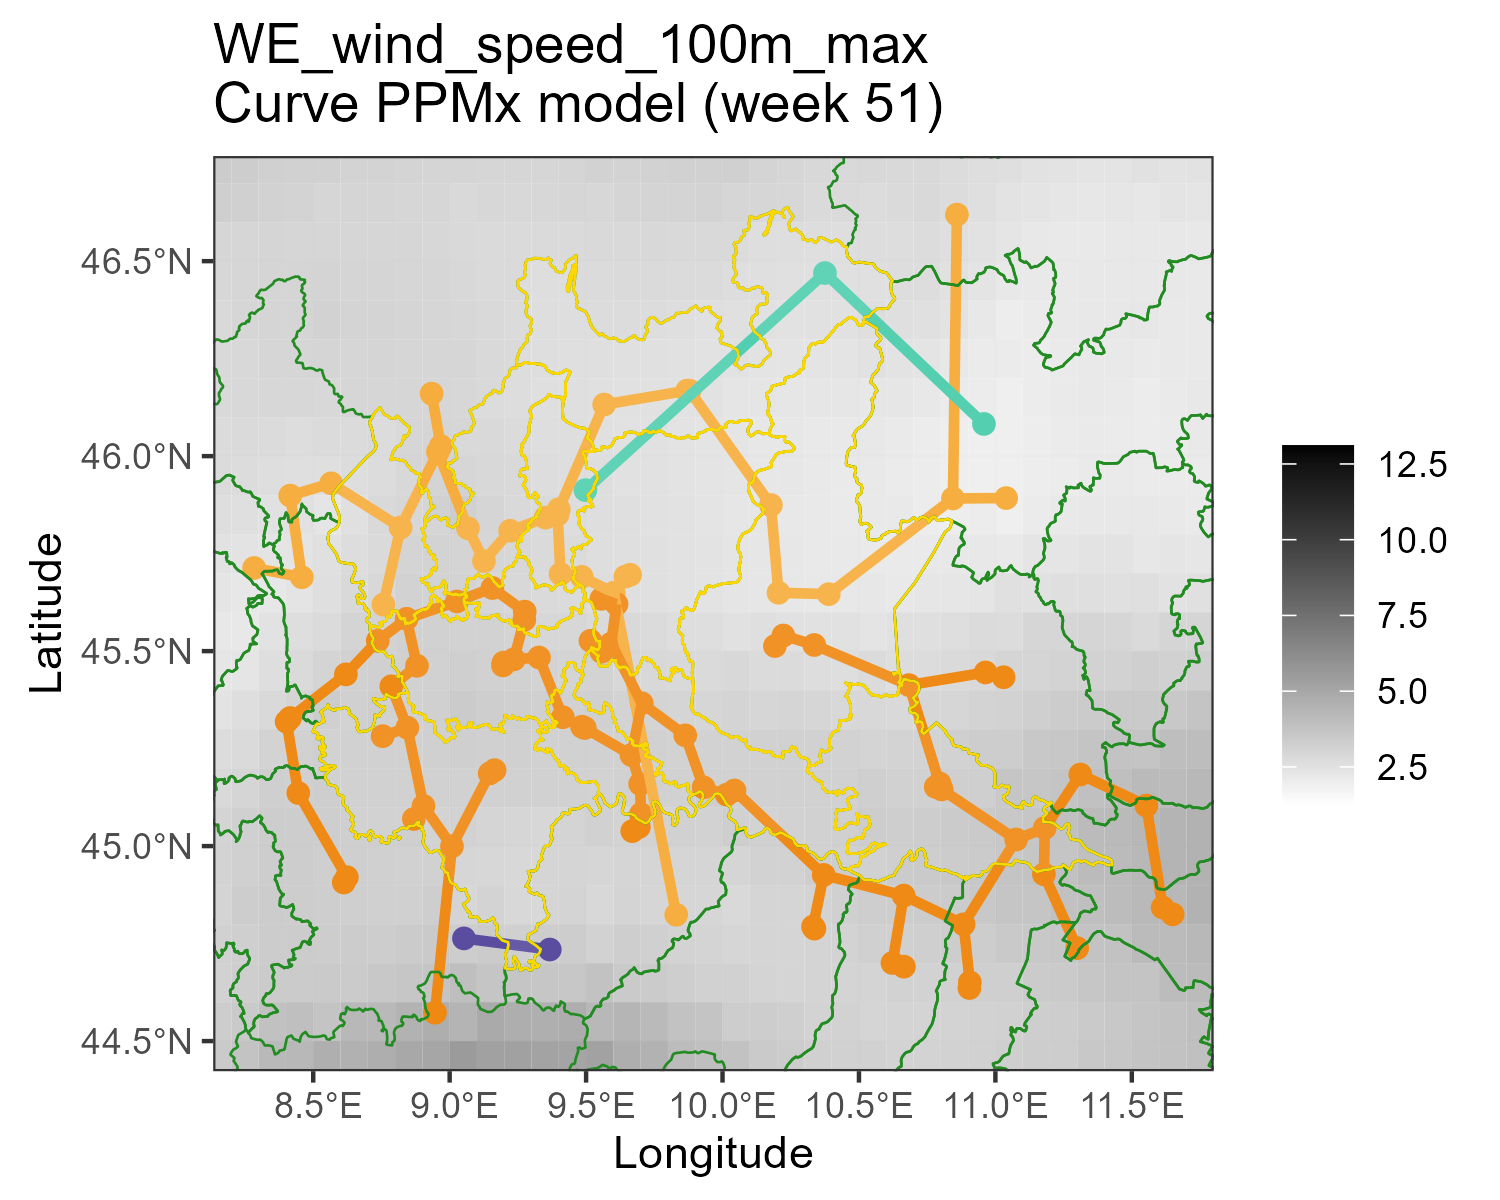 WE_wind_speed_100m_max
Curve PPMx model (week 51)
46.5°N
46.0°N
45.5°N
45.0°N
44.5°N
Latitude
8.5°E
9.0°E
9.5°E
10.0°E
10.5°E
11.0°E
11.5°E
Longitude
12.5
10.0
7.5
5.0
2.5